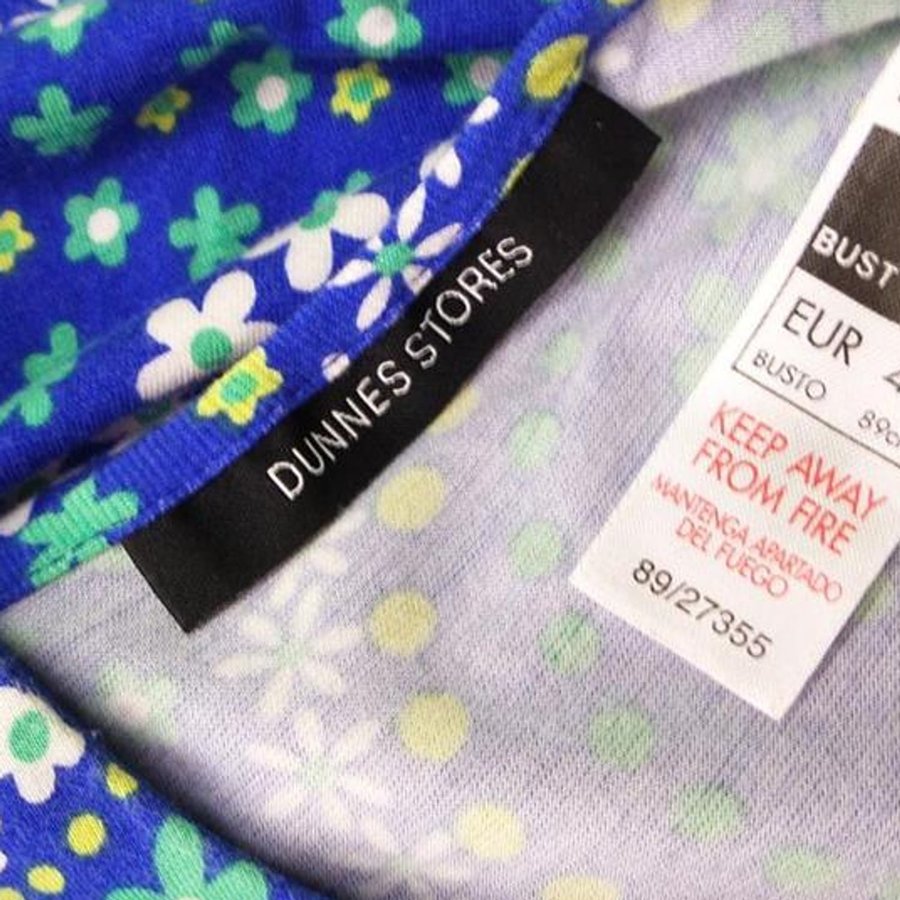 DUNNES STORES
BUST
EUR
BUSTO
KEEP AWAY
FROM FIRE
MANTENGA APARTADO
DEL FUEGO
89/27355